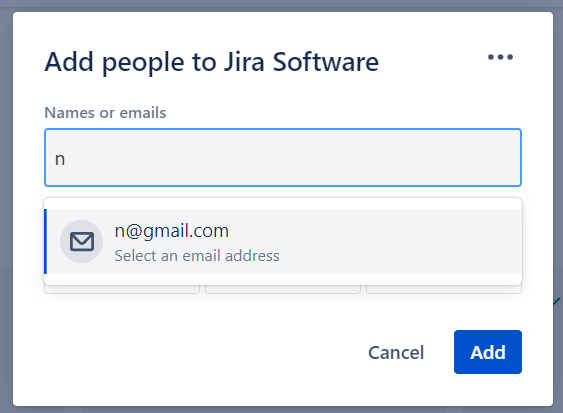 Add people to Jira Software
Names or emails
n
n@gmail.com
Select an email address
Cancel Add